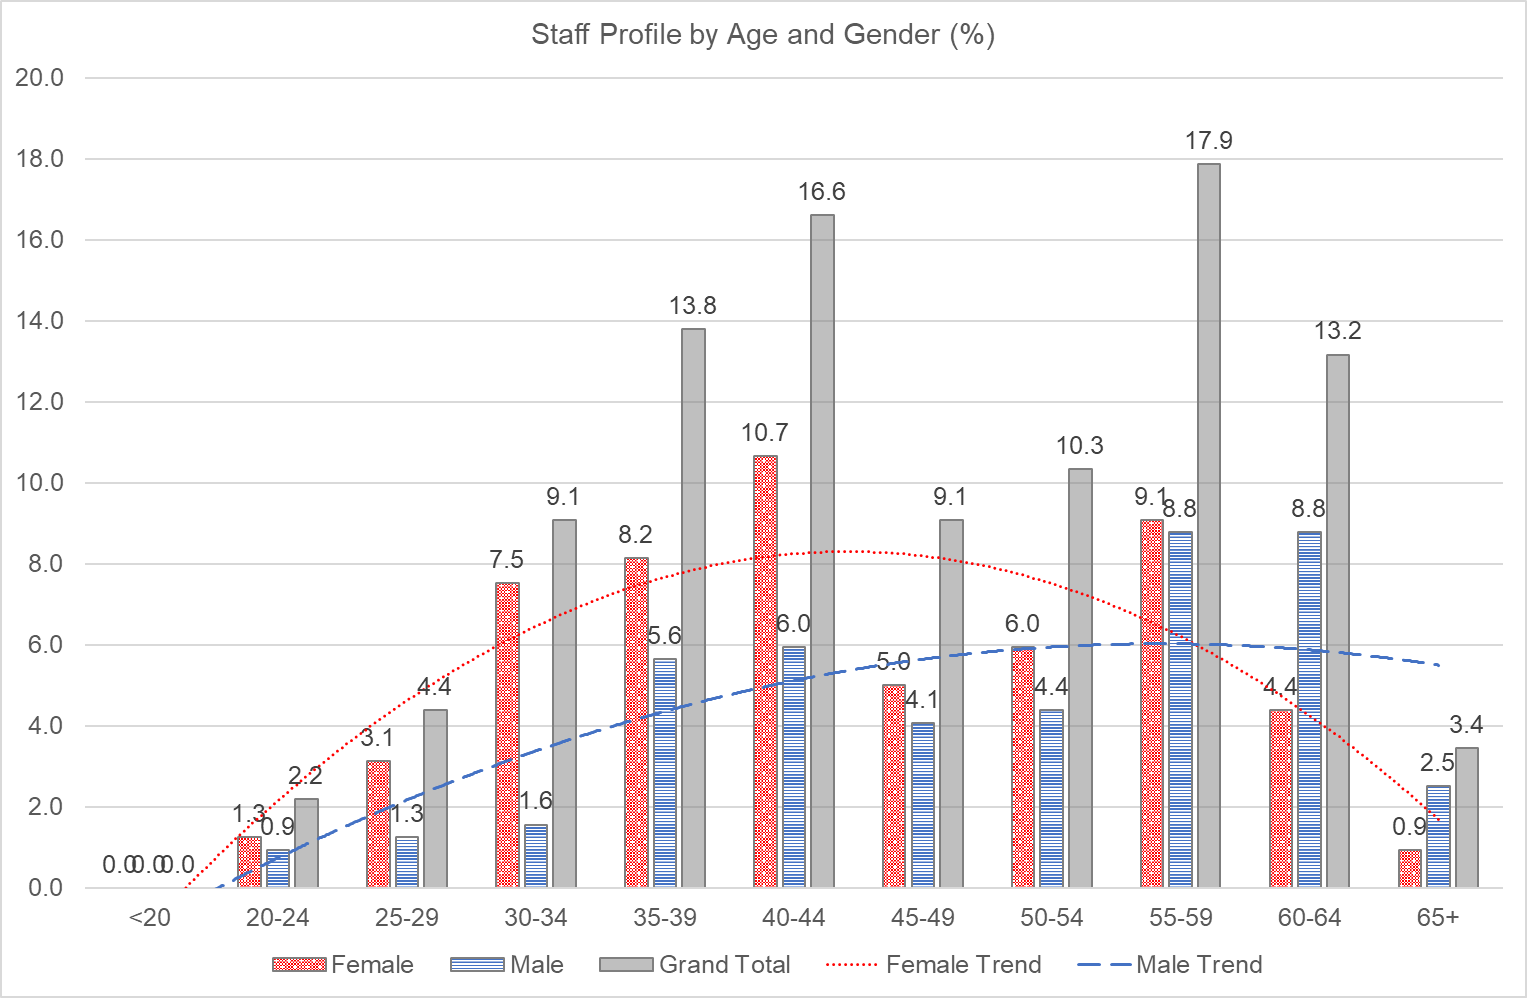 Staff Profile by Age and Gender (%)
20.0
18.0
16.0
14.0
12.0
10.0
8.0
6.0
4.0
2.0
0.0
0.0 0.0 0.0
1.3 0.9 2.2
3.1 1.3 4.4
7.5 1.6 9.1
8.2 5.6 13.8
10.7 6.0 16.6
5.0 4.1 9.1
6.0 4.4 10.3
9.1 8.8 17.9
4.4 8.8 13.2
0.9 2.5 3.4
<20 20-24 25-29 30-34 35-39 40-44 45-49 50-54 55-59 60-64 65+
Female Male Grand Total Female Trend Male Trend